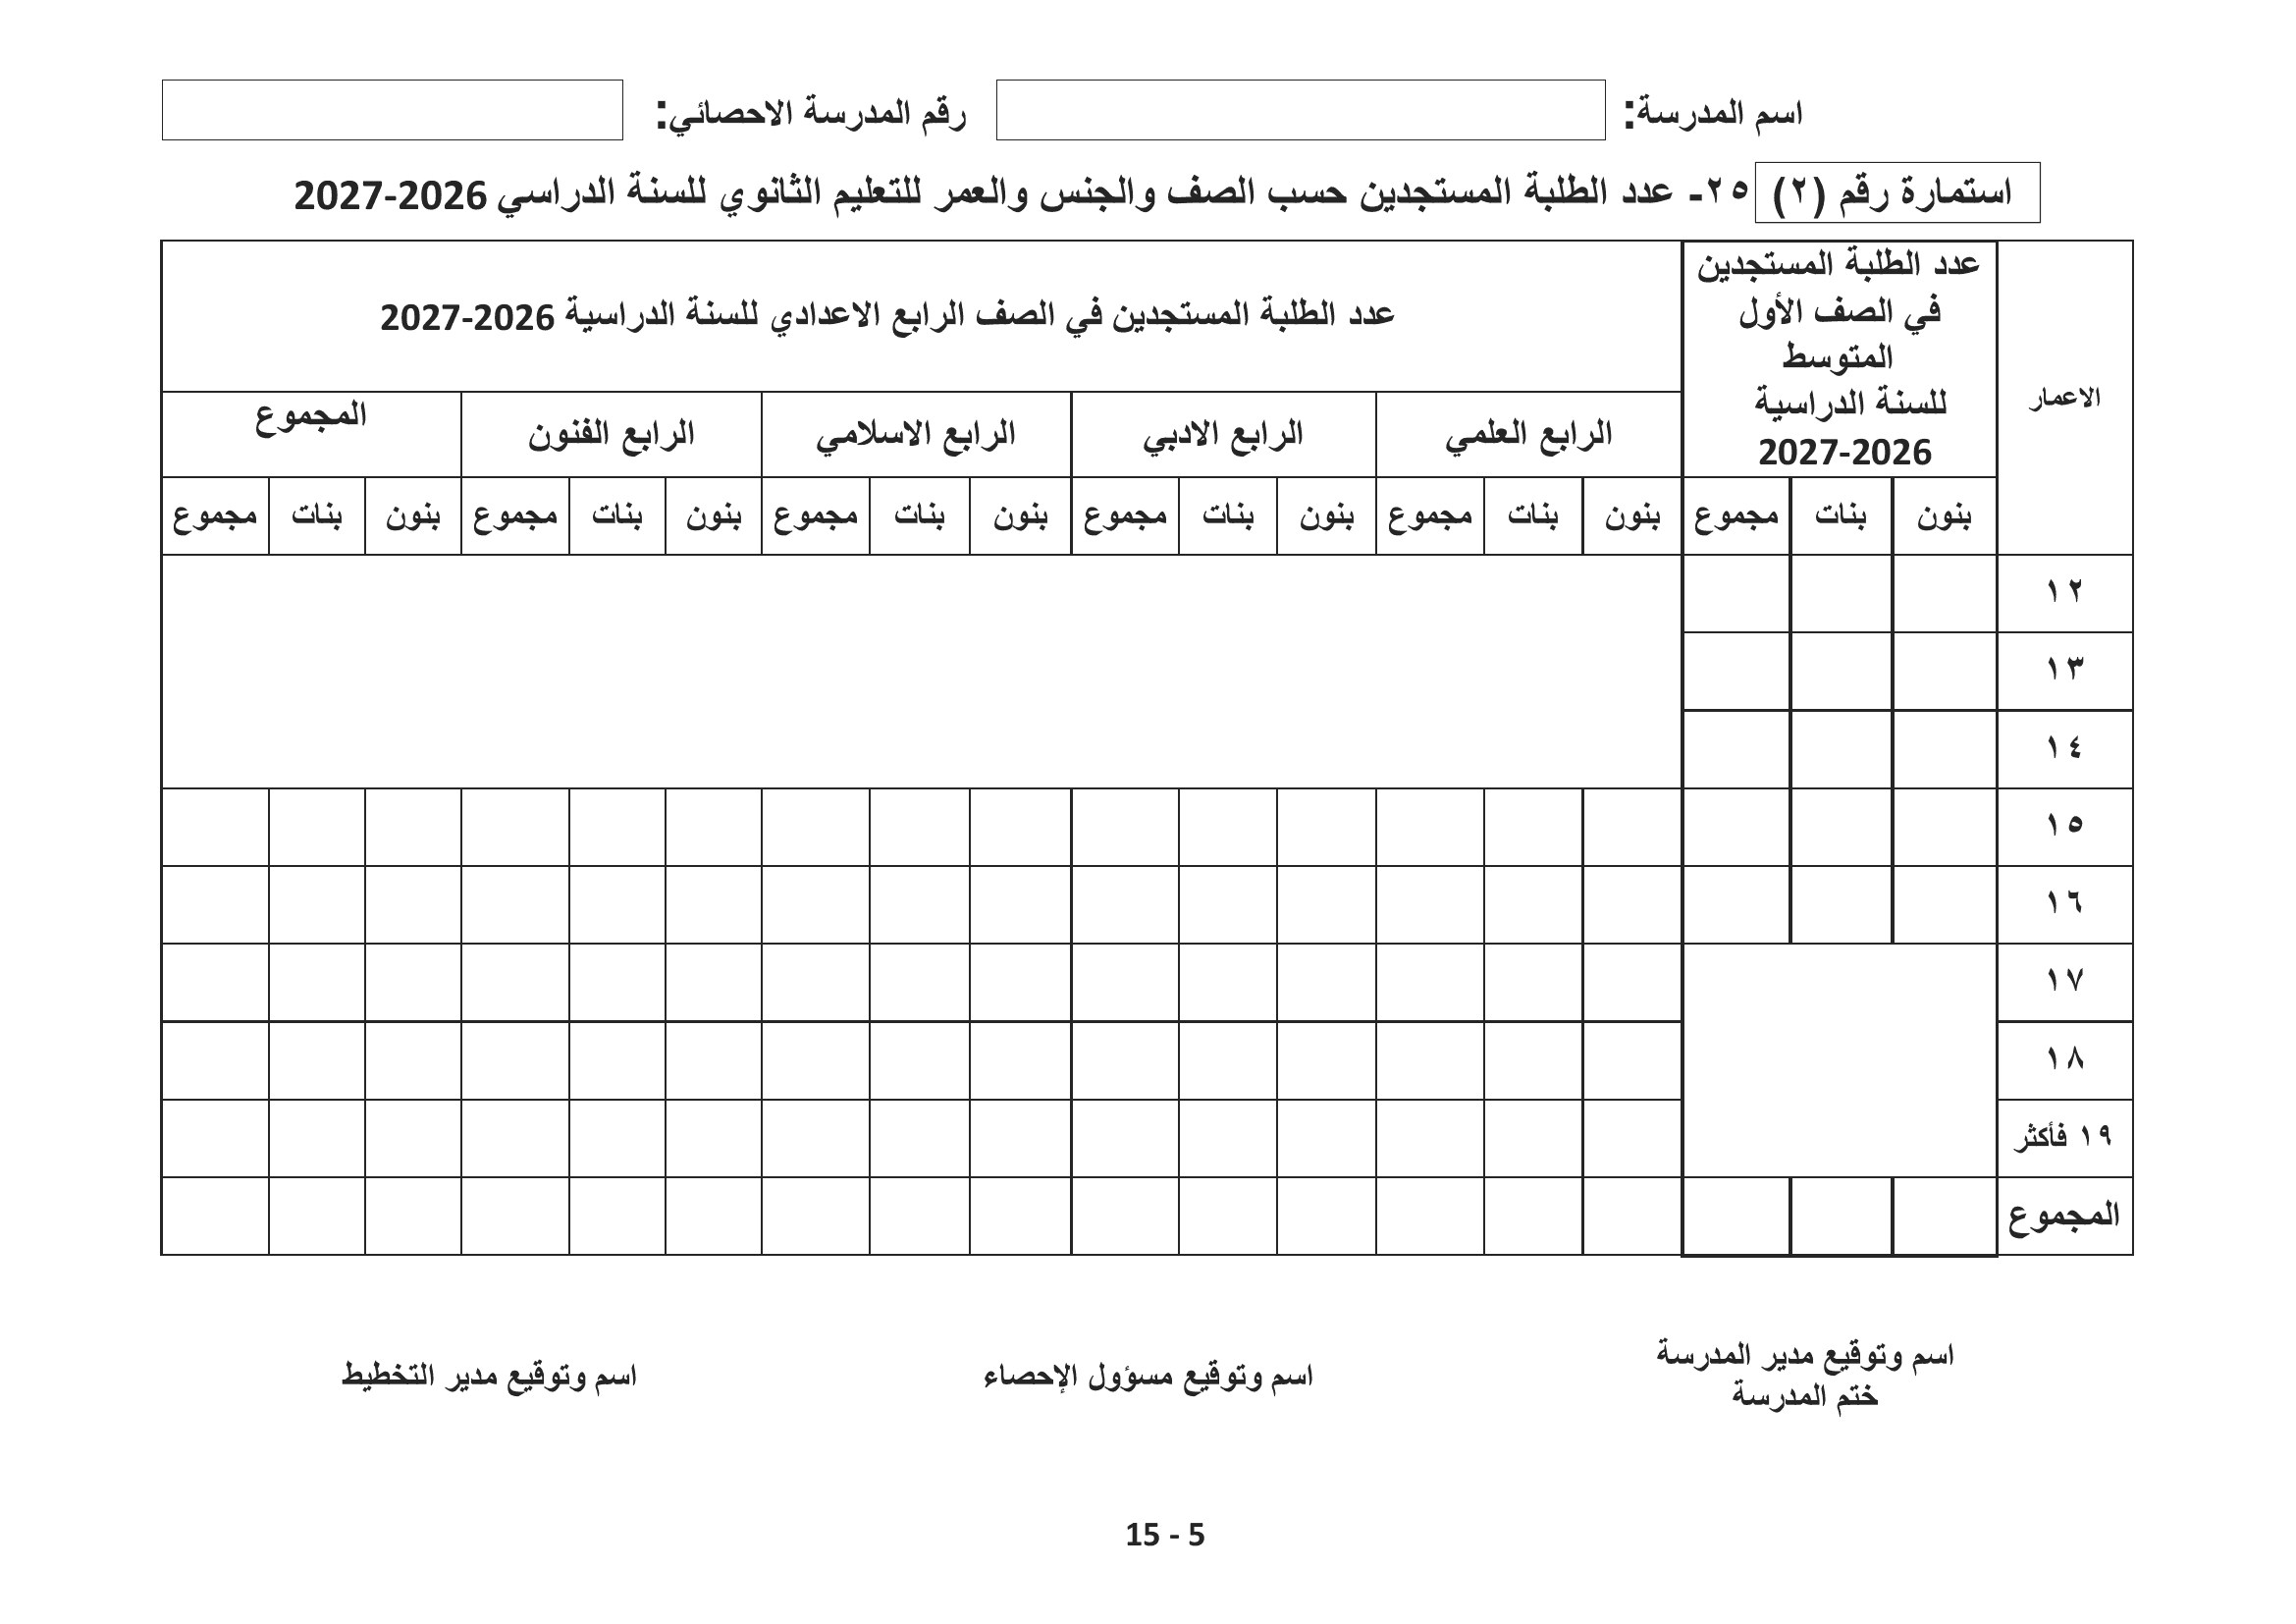 اسم المدرسة: رقم المدرسة الاحصائي:
استمارة رقم (٢) ٢٥- عدد الطلبة المستجدين حسب الصف والجنس والعمر للتعليم الثانوي للسنة الدراسي 2026-2027
الاعمار
عدد الطلبة المستجدين
في الصف الأول
المتوسط
للسنة الدراسية
2026-2027
عدد الطلبة المستجدين في الصف الرابع الاعدادي للسنة الدراسية 2026-2027
الرابع العلمي الرابع الادبي الرابع الاسلامي الرابع الفنون المجموع
بنون بنات مجموع بنون بنات مجموع بنون بنات مجموع بنون بنات مجموع بنون بنات مجموع بنون بنات مجموع
١٢
١٣
١٤
١٥
١٦
١٧
١٨
١٩ فأكثر
المجموع
اسم وتوقيع مدير المدرسة اسم وتوقيع مسؤول الإحصاء اسم وتوقيع مدير التخطيط
ختم المدرسة
15 - 5